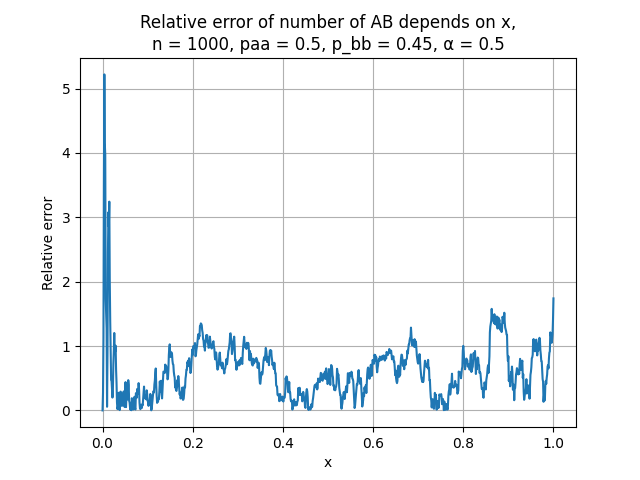 Relative error of number of AB depends on x,
n = 1000, paa = 0.5, p_bb = 0.45, α = 0.5
5
4
3
2
1
0
Relative error
0.0 0.2 0.4 0.6 0.8 1.0
x